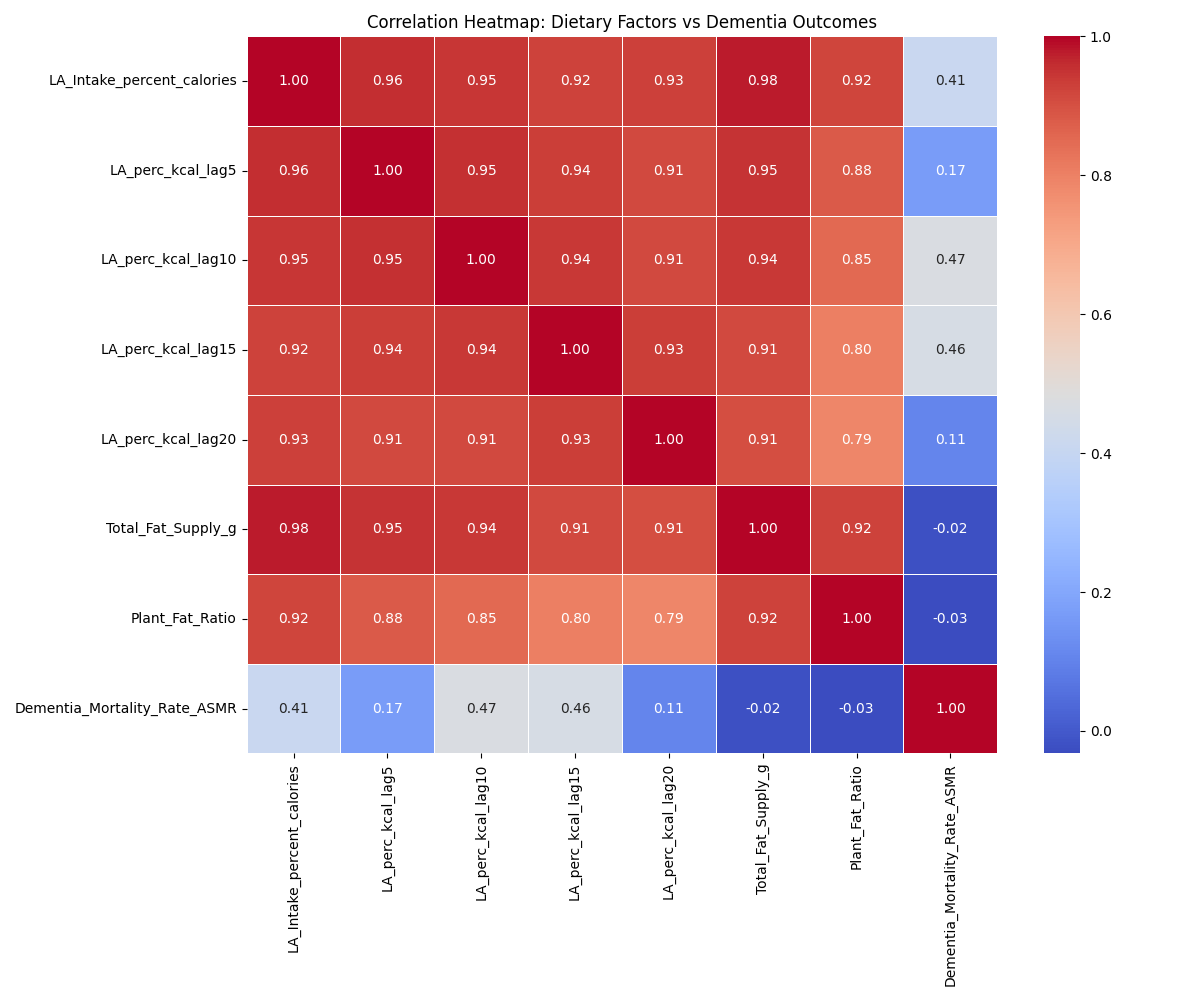 Correlation Heatmap: Dietary Factors vs Dementia Outcomes
LA_Intake_percent_calories 1.00 0.96 0.95 0.92 0.93 0.98 0.92 0.41
LA_perc_kcal_lag5 0.96 1.00 0.95 0.94 0.91 0.95 0.88 0.17
LA_perc_kcal_lag10 0.95 0.95 1.00 0.94 0.91 0.94 0.85 0.47
LA_perc_kcal_lag15 0.92 0.94 0.94 1.00 0.93 0.91 0.80 0.46
LA_perc_kcal_lag20 0.93 0.91 0.91 0.93 1.00 0.91 0.79 0.11
Total_Fat_Supply_g 0.98 0.95 0.94 0.91 0.91 1.00 0.92 -0.02
Plant_Fat_Ratio 0.92 0.88 0.85 0.80 0.79 0.92 1.00 -0.03
Dementia_Mortality_Rate_ASMR 0.41 0.17 0.47 0.46 0.11 -0.02 -0.03 1.00
LA_Intake_percent_calories
LA_perc_kcal_lag5
LA_perc_kcal_lag10
LA_perc_kcal_lag15
LA_perc_kcal_lag20
Total_Fat_Supply_g
Plant_Fat_Ratio
Dementia_Mortality_Rate_ASMR
1.0
0.8
0.6
0.4
0.2
0.0